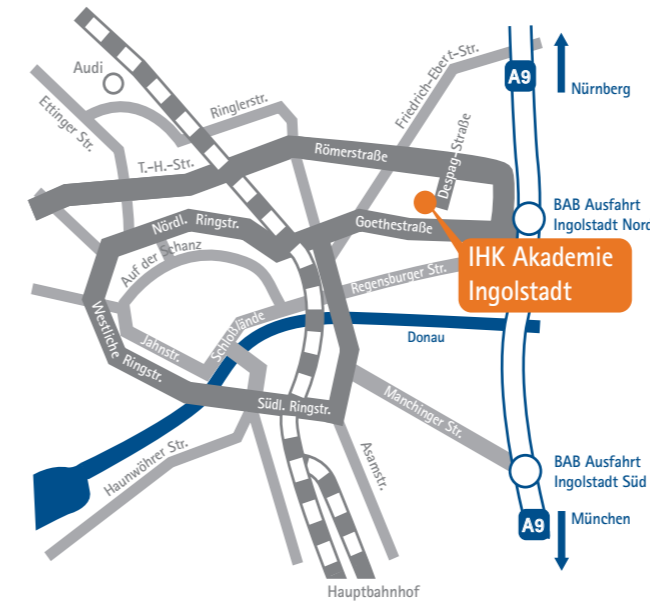 Audi
Ettinger Str.
Ringlerstr.
Friedrich-Ebert-Str.
A9
Nürnberg
T.-H.-Str.
Römerstraße
Despag-Straße
BAB Ausfahrt
Ingolstadt Nord
Nördl. Ringstr.
Goethestraße
Auf der Schanz
IHK Akademie
Ingolstadt
Regensburger Str.
Westliche Ringstr.
Jahnstr.
Schloßlände
Donau
Südl. Ringstr.
Manchinger Str.
Haunwöhrer Str.
Asamstr.
BAB Ausfahrt
Ingolstadt Süd
A9
München
Hauptbahnhof